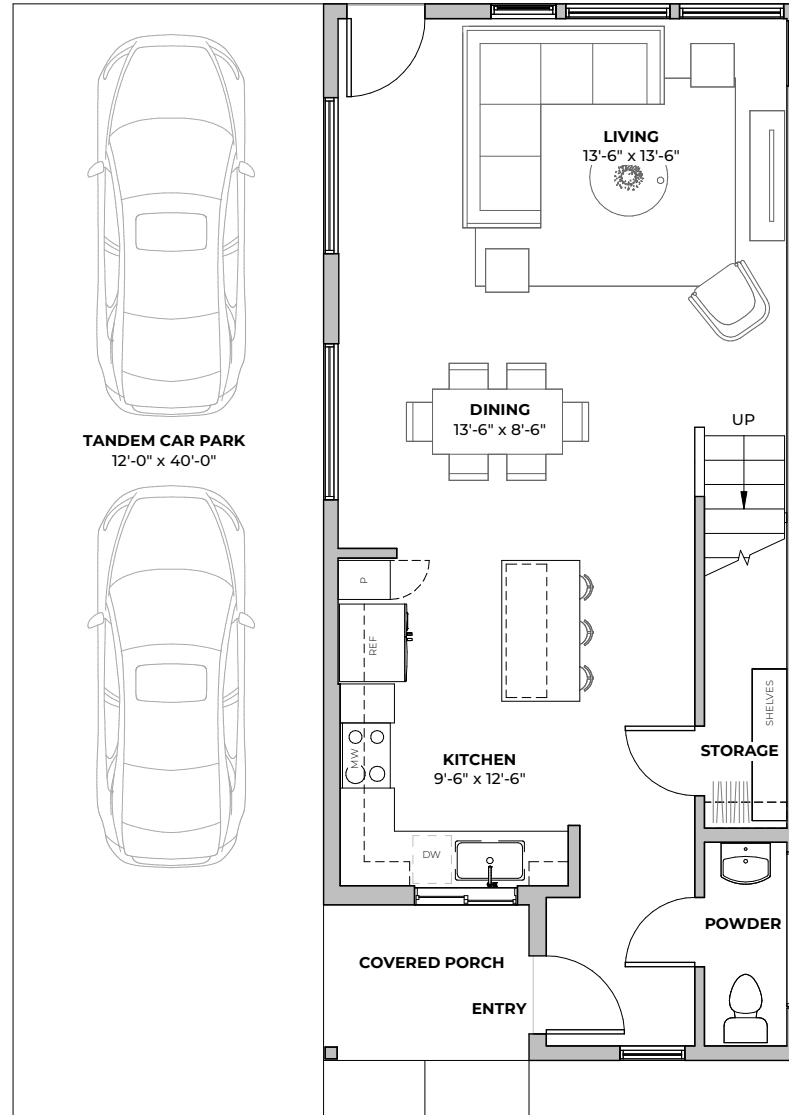 LIVING
13'-6" x 13'-6"
DINING
13'-6" x 8'-6"
UP
TANDEM CAR PARK
12'-0" x 40'-0"
P
REF
SHELVES
STORAGE
MW
KITCHEN
9'-6" x 12'-6"
DW
POWDER
COVERED PORCH
ENTRY